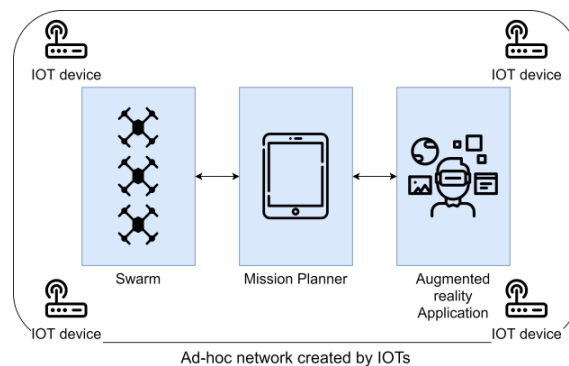 IOT device
IOT device
Swarm
Mission Planner
Augmented
reality
Application
IOT device
IOT device
Ad-hoc network created by IOTs